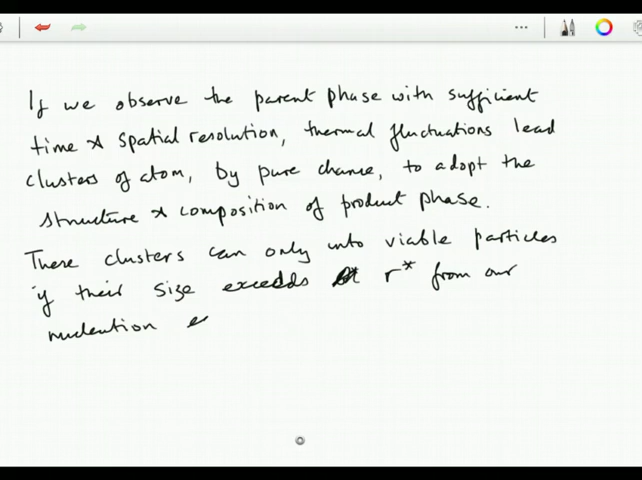 If we observe the parent phase with sufficient
time & spatial resolution, thermal fluctuations lead
clusters of atom, by pure chance, to adopt the
structure & composition of product phase.
These clusters can only into viable particles
if their size exceeds r* from our
nucleation e